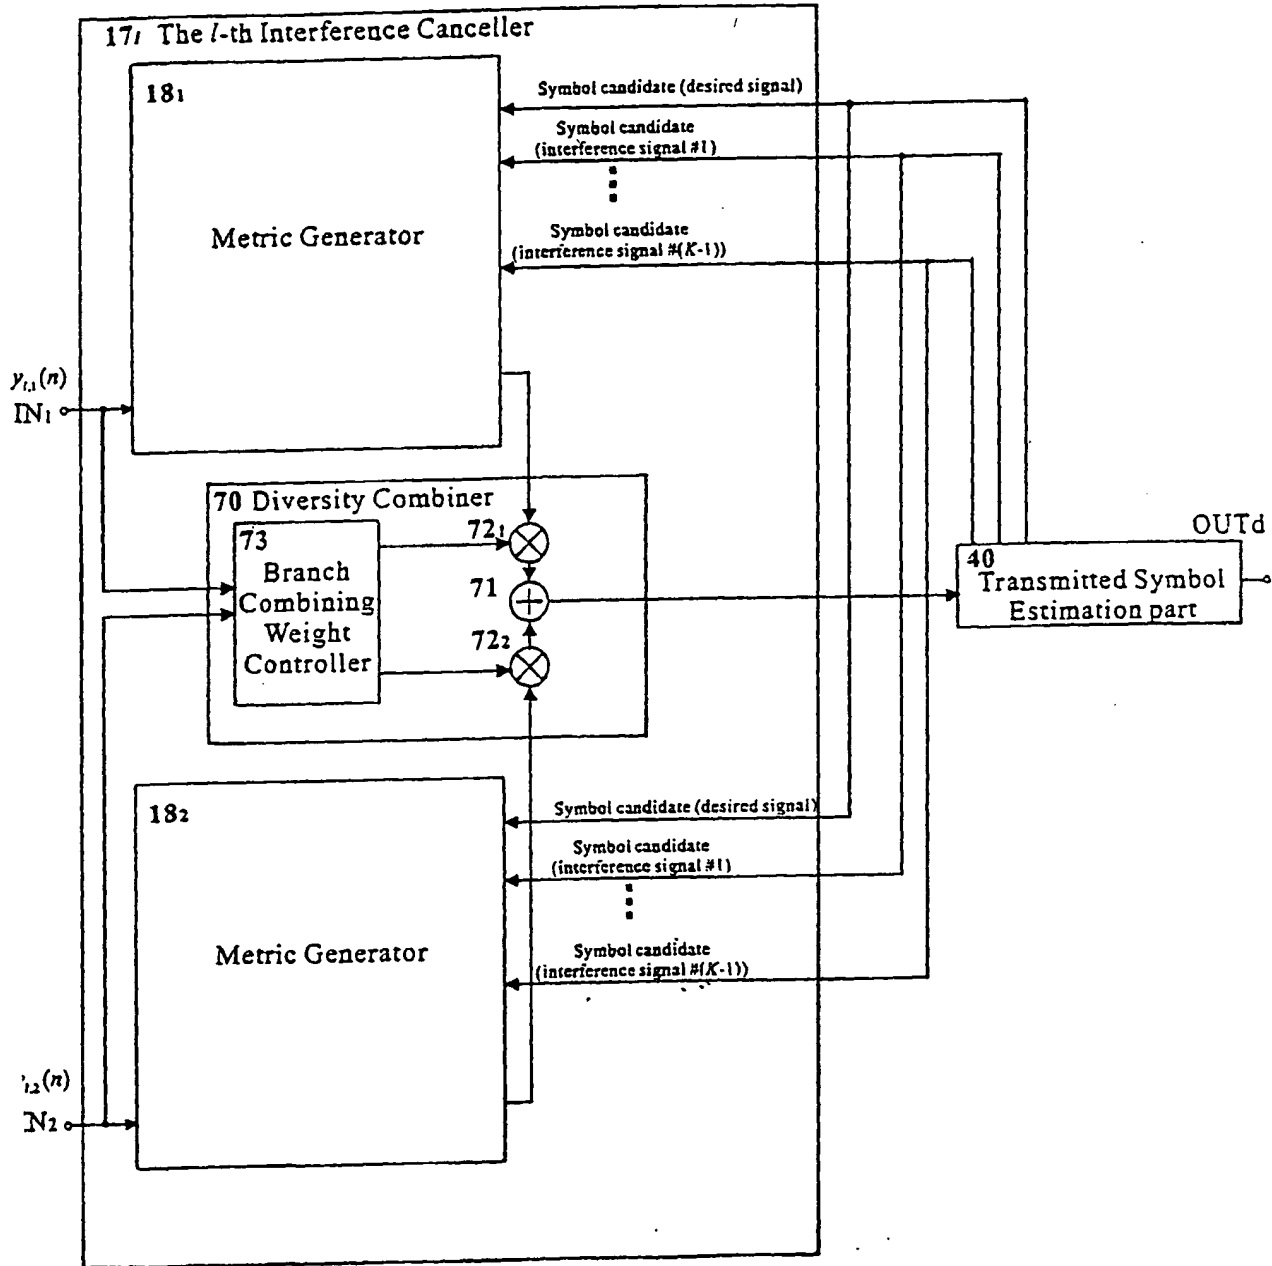 17l The l-th Interference Canceller
181
Symbol candidate (desired signal)
Symbol candidate
(interference signal #1)
Symbol candidate
(interference signal #(K-1))
Metric Generator
yl,1(n)
IN1
70 Diversity Combiner
73
Branch
Combining
Weight
Controller
721
71
722
OUTd
40
Transmitted Symbol
Estimation part
182
Symbol candidate (desired signal)
Symbol candidate
(interference signal #1)
Symbol candidate
(interference signal #(K-1))
Metric Generator
l,2(n)
N2